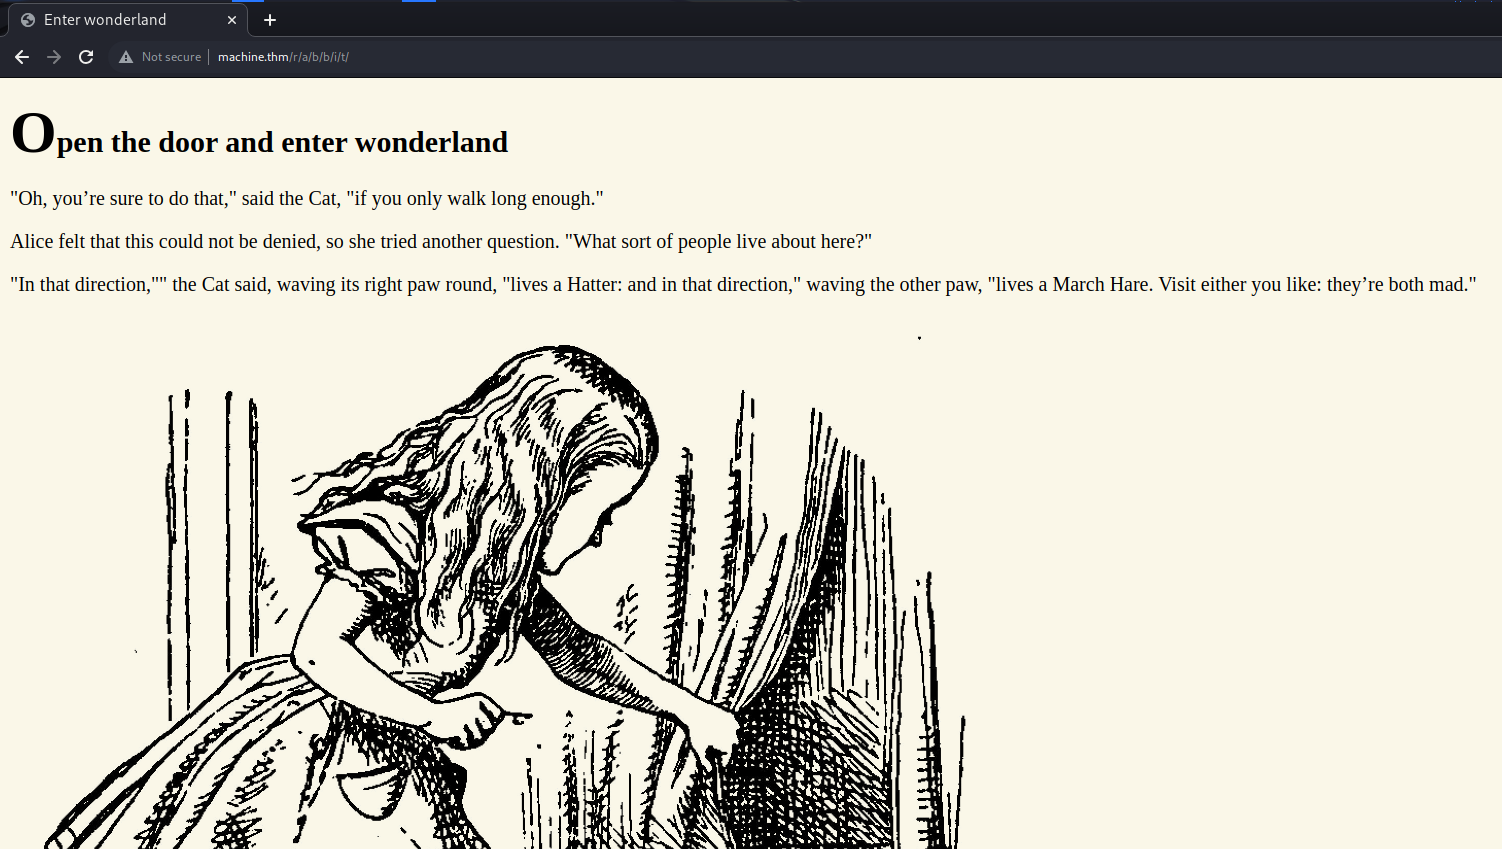 Enter wonderland
Not secure machine.thm/r/a/b/b/i/t/
Open the door and enter wonderland
"Oh, you’re sure to do that," said the Cat, "if you only walk long enough."
Alice felt that this could not be denied, so she tried another question. "What sort of people live about here?"
"In that direction,"" the Cat said, waving its right paw round, "lives a Hatter: and in that direction," waving the other paw, "lives a March Hare. Visit either you like: they’re both mad."